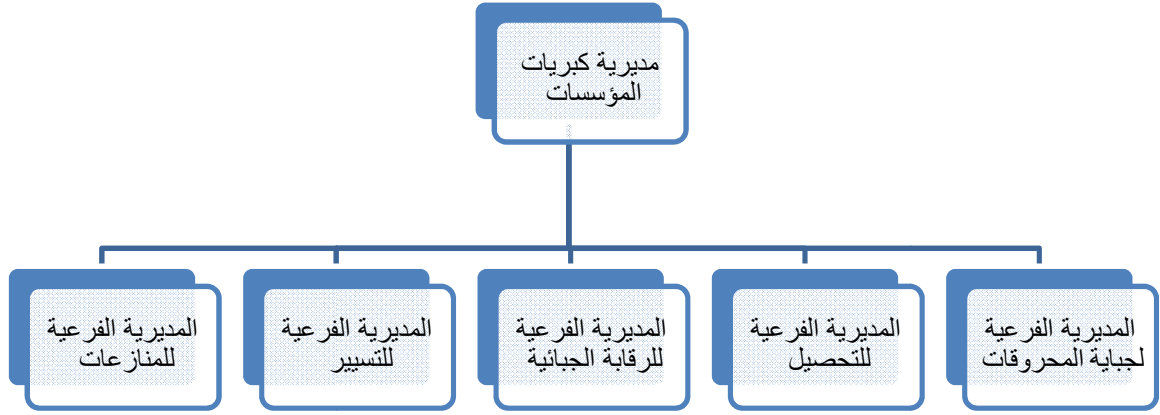 مديرية كبريات
المؤسسات
المديرية الفرعية
لجباية المحروقات
المديرية الفرعية
للتحصيل
المديرية الفرعية
للرقابة الجبائية
المديرية الفرعية
للتسيير
المديرية الفرعية
للمنازعات